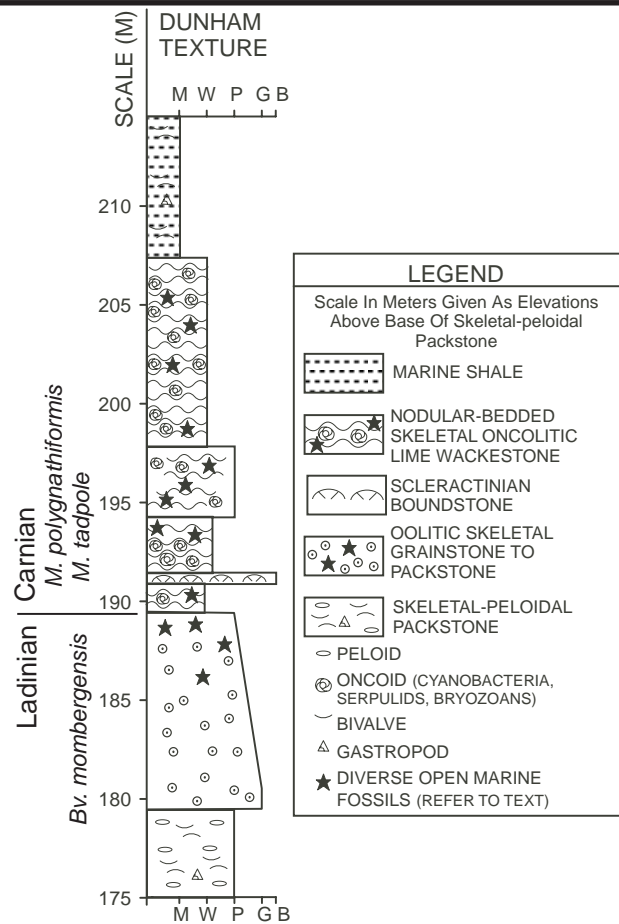 DUNHAM
TEXTURE
SCALE (M)
M W P G B
210
205
200
195
190
185
180
175
M W P G B
Carnian
M. polygnathiformis
M. tadpole
Ladinian
Bv. mombergensis
LEGEND
Scale In Meters Given As Elevations
Above Base Of Skeletal-peloidal
Packstone
MARINE SHALE
NODULAR-BEDDED
SKELETAL ONCOLITIC
LIME WACKESTONE
SCLERACTINIAN
BOUNDSTONE
OOLITIC SKELETAL
GRAINSTONE TO
PACKSTONE
SKELETAL-PELOIDAL
PACKSTONE
PELOID
ONCOID (CYANOBACTERIA,
SERPULIDS, BRYOZOANS)
BIVALVE
GASTROPOD
DIVERSE OPEN MARINE
FOSSILS (REFER TO TEXT)